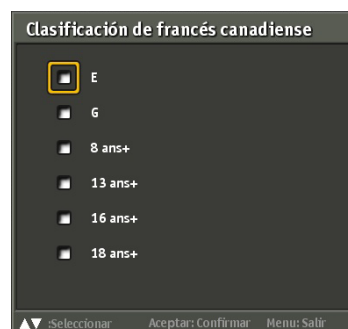 Clasificación de francés canadiense
E
G
8 ans+
13 ans+
16 ans+
18 ans+
▲▼ :Seleccionar Aceptar: Confirmar Menu: Salir